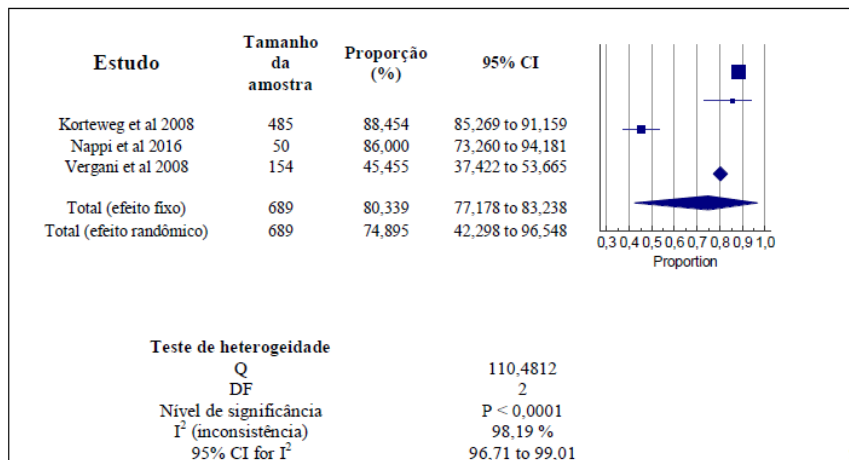 Estudo Tamanho da amostra Proporção (%) 95% CI
Korteweg et al 2008 485 88,454 85,269 to 91,159
Nappi et al 2016 50 86,000 73,260 to 94,181
Vergani et al 2008 154 45,455 37,422 to 53,665
Total (efeito fixo) 689 80,339 77,178 to 83,238
Total (efeito randômico) 689 74,895 42,298 to 96,548
0,3 0,4 0,5 0,6 0,7 0,8 0,9 1,0
Proportion
Teste de heterogeidade
Q 110,4812
DF 2
Nível de significância P < 0,0001
I² (inconsistência) 98,19 %
95% CI for I² 96,71 to 99,01